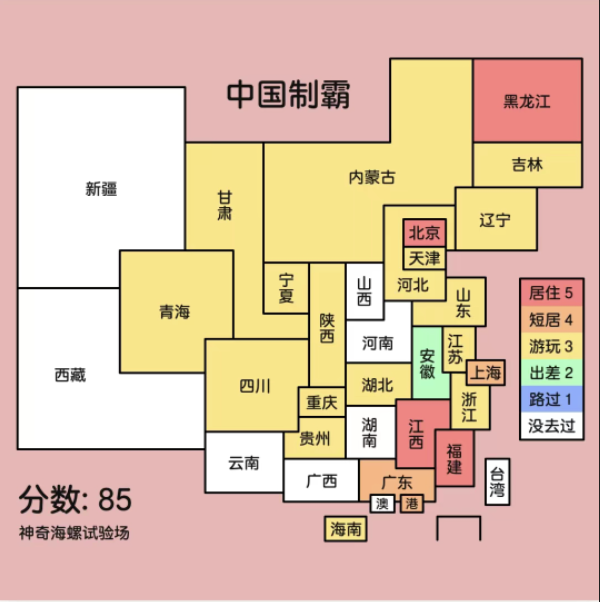 中国制霸
黑龙江
吉林
内蒙古
新疆
甘肃
辽宁
北京
天津
河北
宁夏
山西
山东
陕西
青海
河南
江苏
安徽
上海
西藏
四川
湖北
重庆
浙江
贵州
湖南
江西
福建
云南
广西
广东
台湾
澳
港
海南
居住 5
短居 4
游玩 3
出差 2
路过 1
没去过
分数: 85
神奇海螺试验场